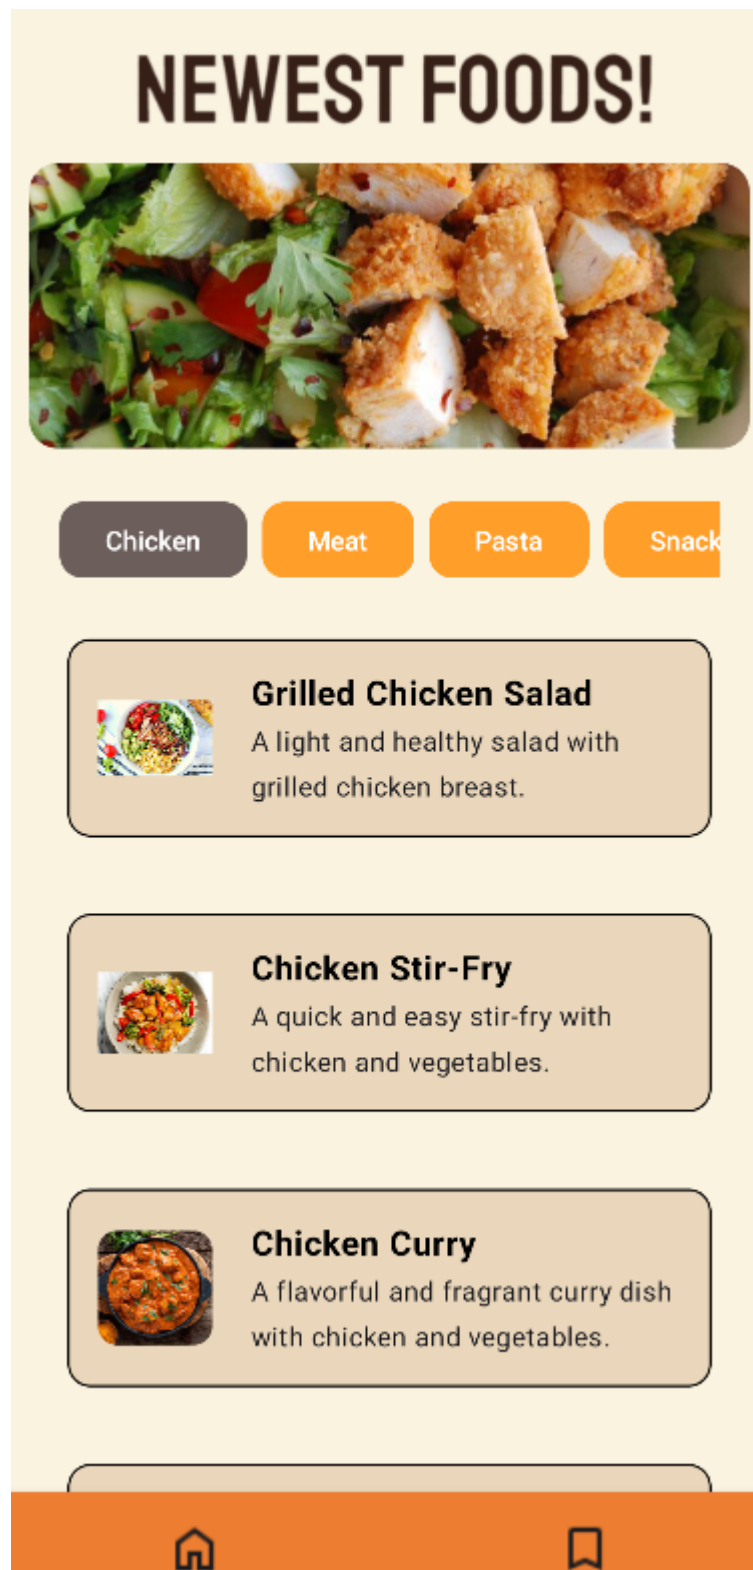 NEWEST FOODS!
Chicken Meat Pasta Snack
Grilled Chicken Salad
A light and healthy salad with
grilled chicken breast.
Chicken Stir-Fry
A quick and easy stir-fry with
chicken and vegetables.
Chicken Curry
A flavorful and fragrant curry dish
with chicken and vegetables.